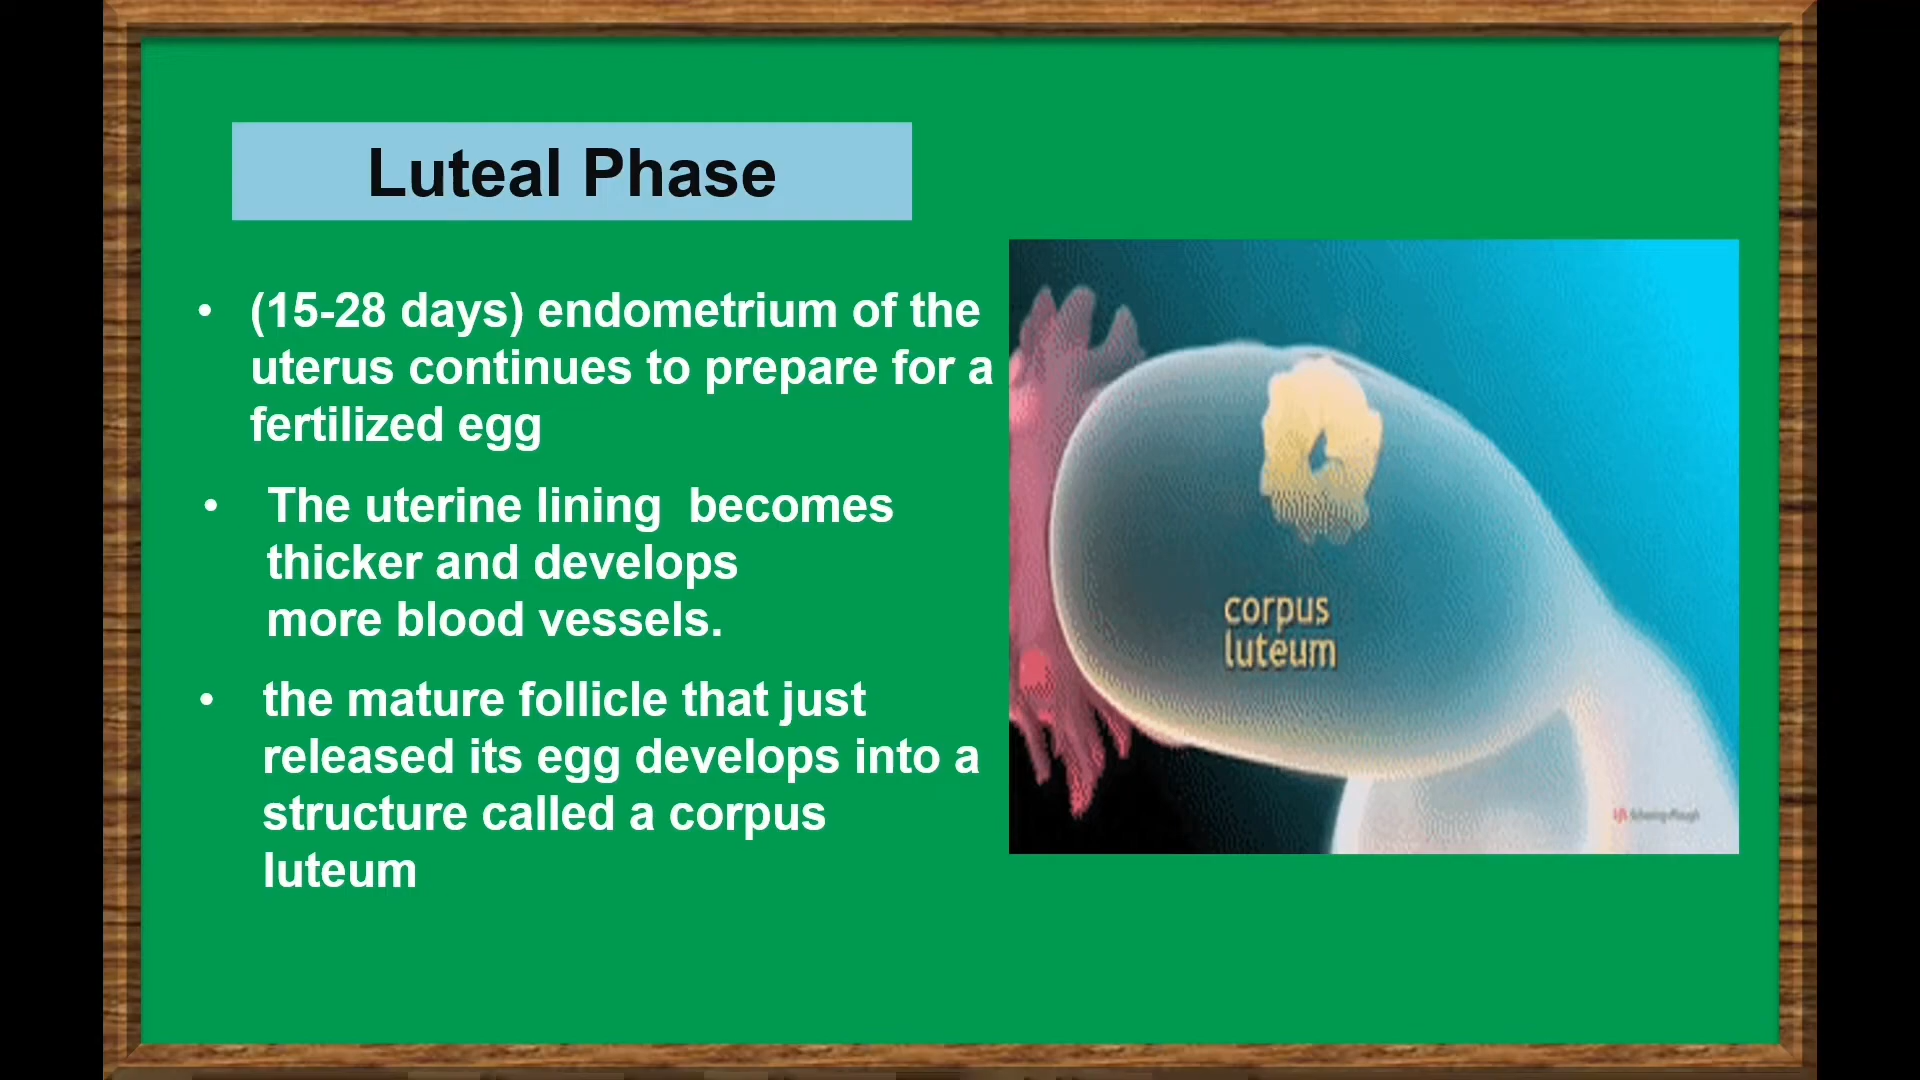 Luteal Phase
• (15-28 days) endometrium of the
uterus continues to prepare for a
fertilized egg
• The uterine lining becomes
thicker and develops
more blood vessels.
• the mature follicle that just
released its egg develops into a
structure called a corpus
luteum
corpus
luteum
Schering-Plough